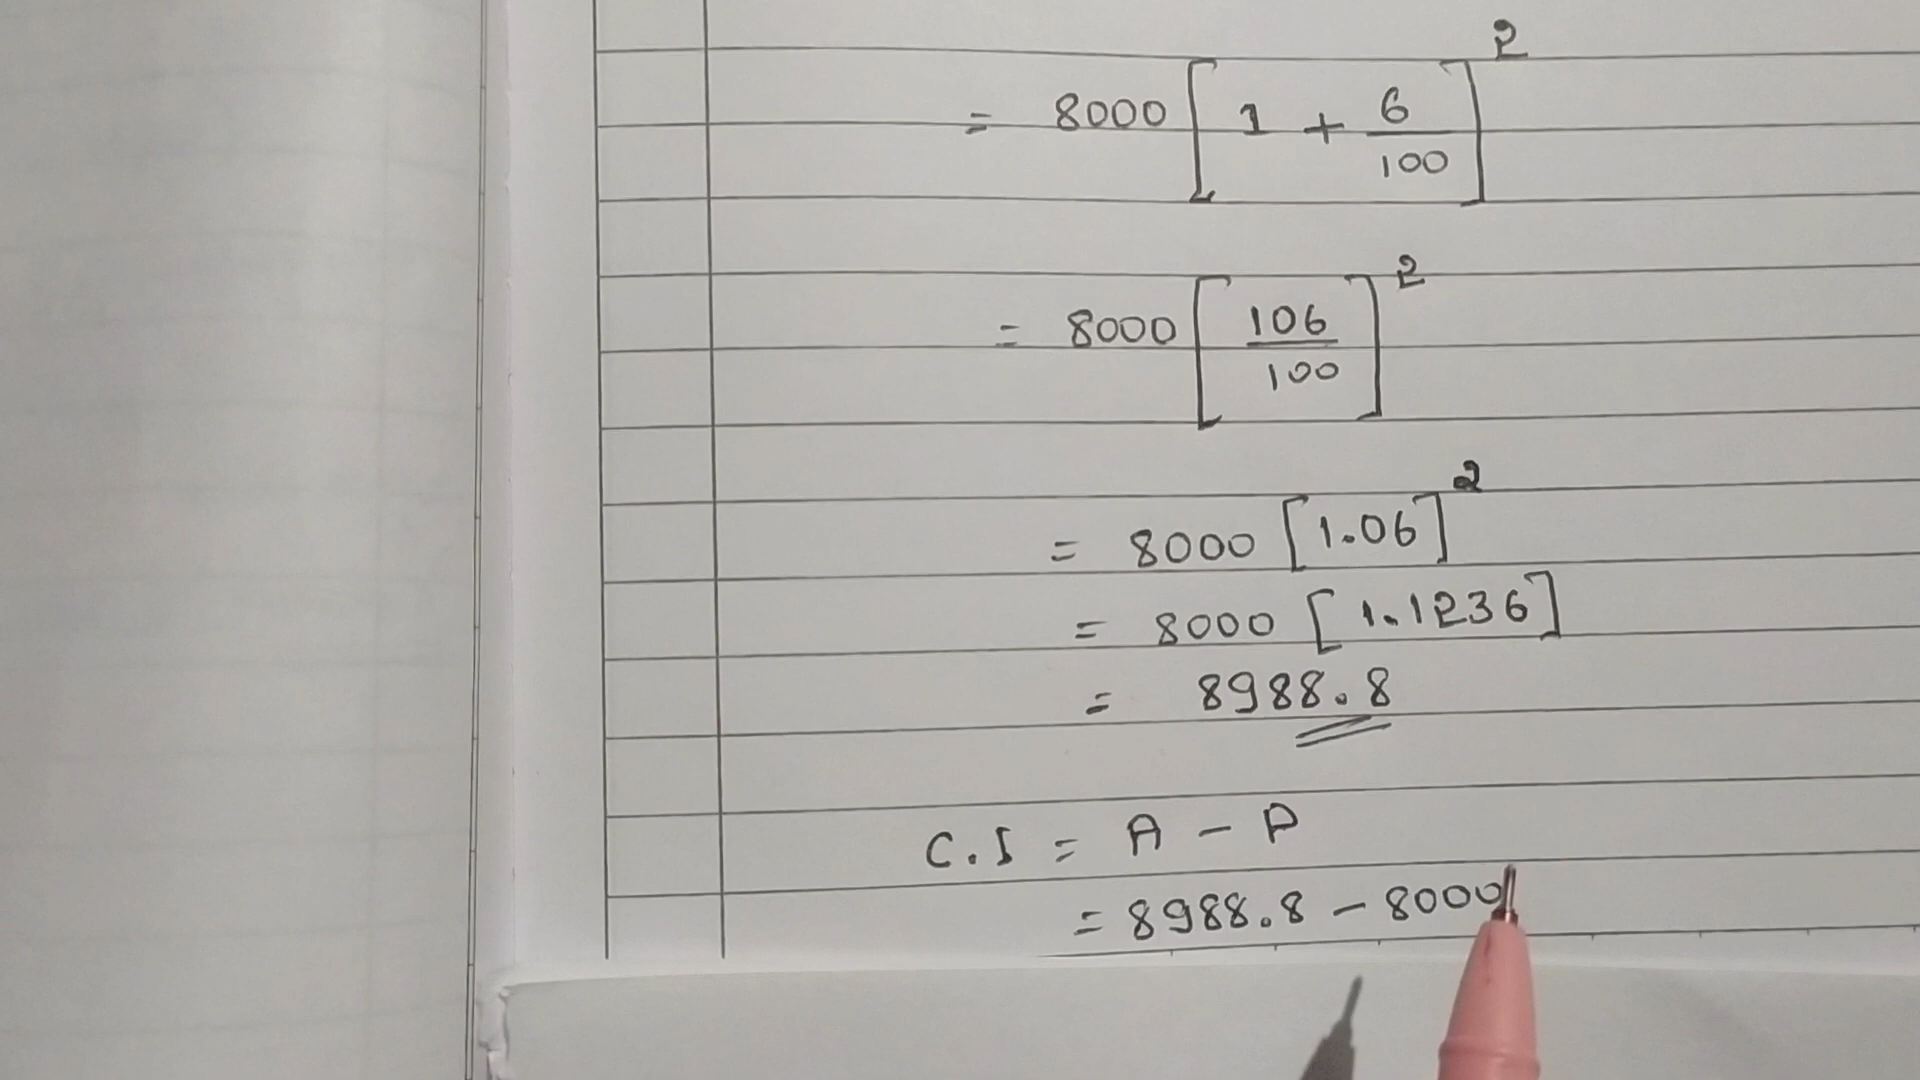 = 8000 [ 1 + 6/100 ]²
= 8000 [ 106/100 ]²
= 8000 [1.06]²
= 8000 [1.1236]
= 8988.8
C.I = A - P
= 8988.8 - 8000